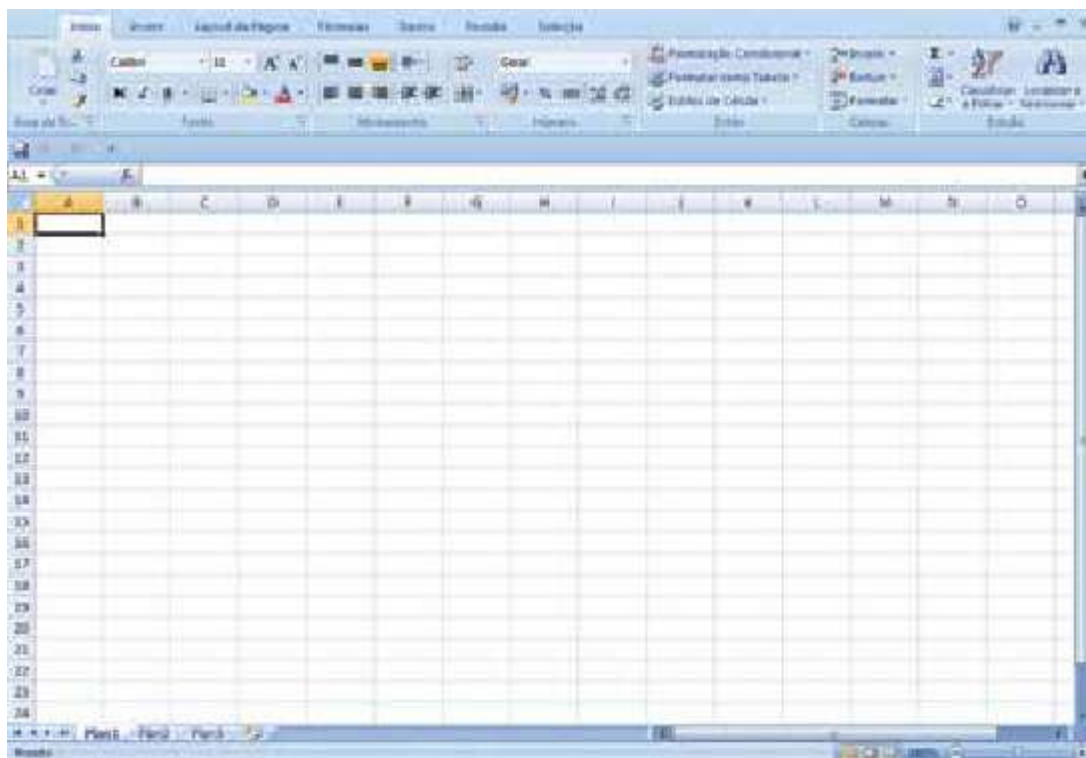 Início Inserir Layout da Página Fórmulas Dados Revisão Exibição
Calibri 11 A A Geral Formatação Condicional Inserir Σ
Colar Formatar como Tabela Excluir
Estilos de Célula Formatar
Classificar Localizar e
e Filtrar Selecionar
Fonte Alinhamento Número Estilo Células Edição
A1
A B C D E F G H I J K L M N O
1
2
3
4
5
6
7
8
9
10
11
12
13
14
15
16
17
18
19
20
21
22
23
24
Plan1 Plan2 Plan3
Pronto 100%